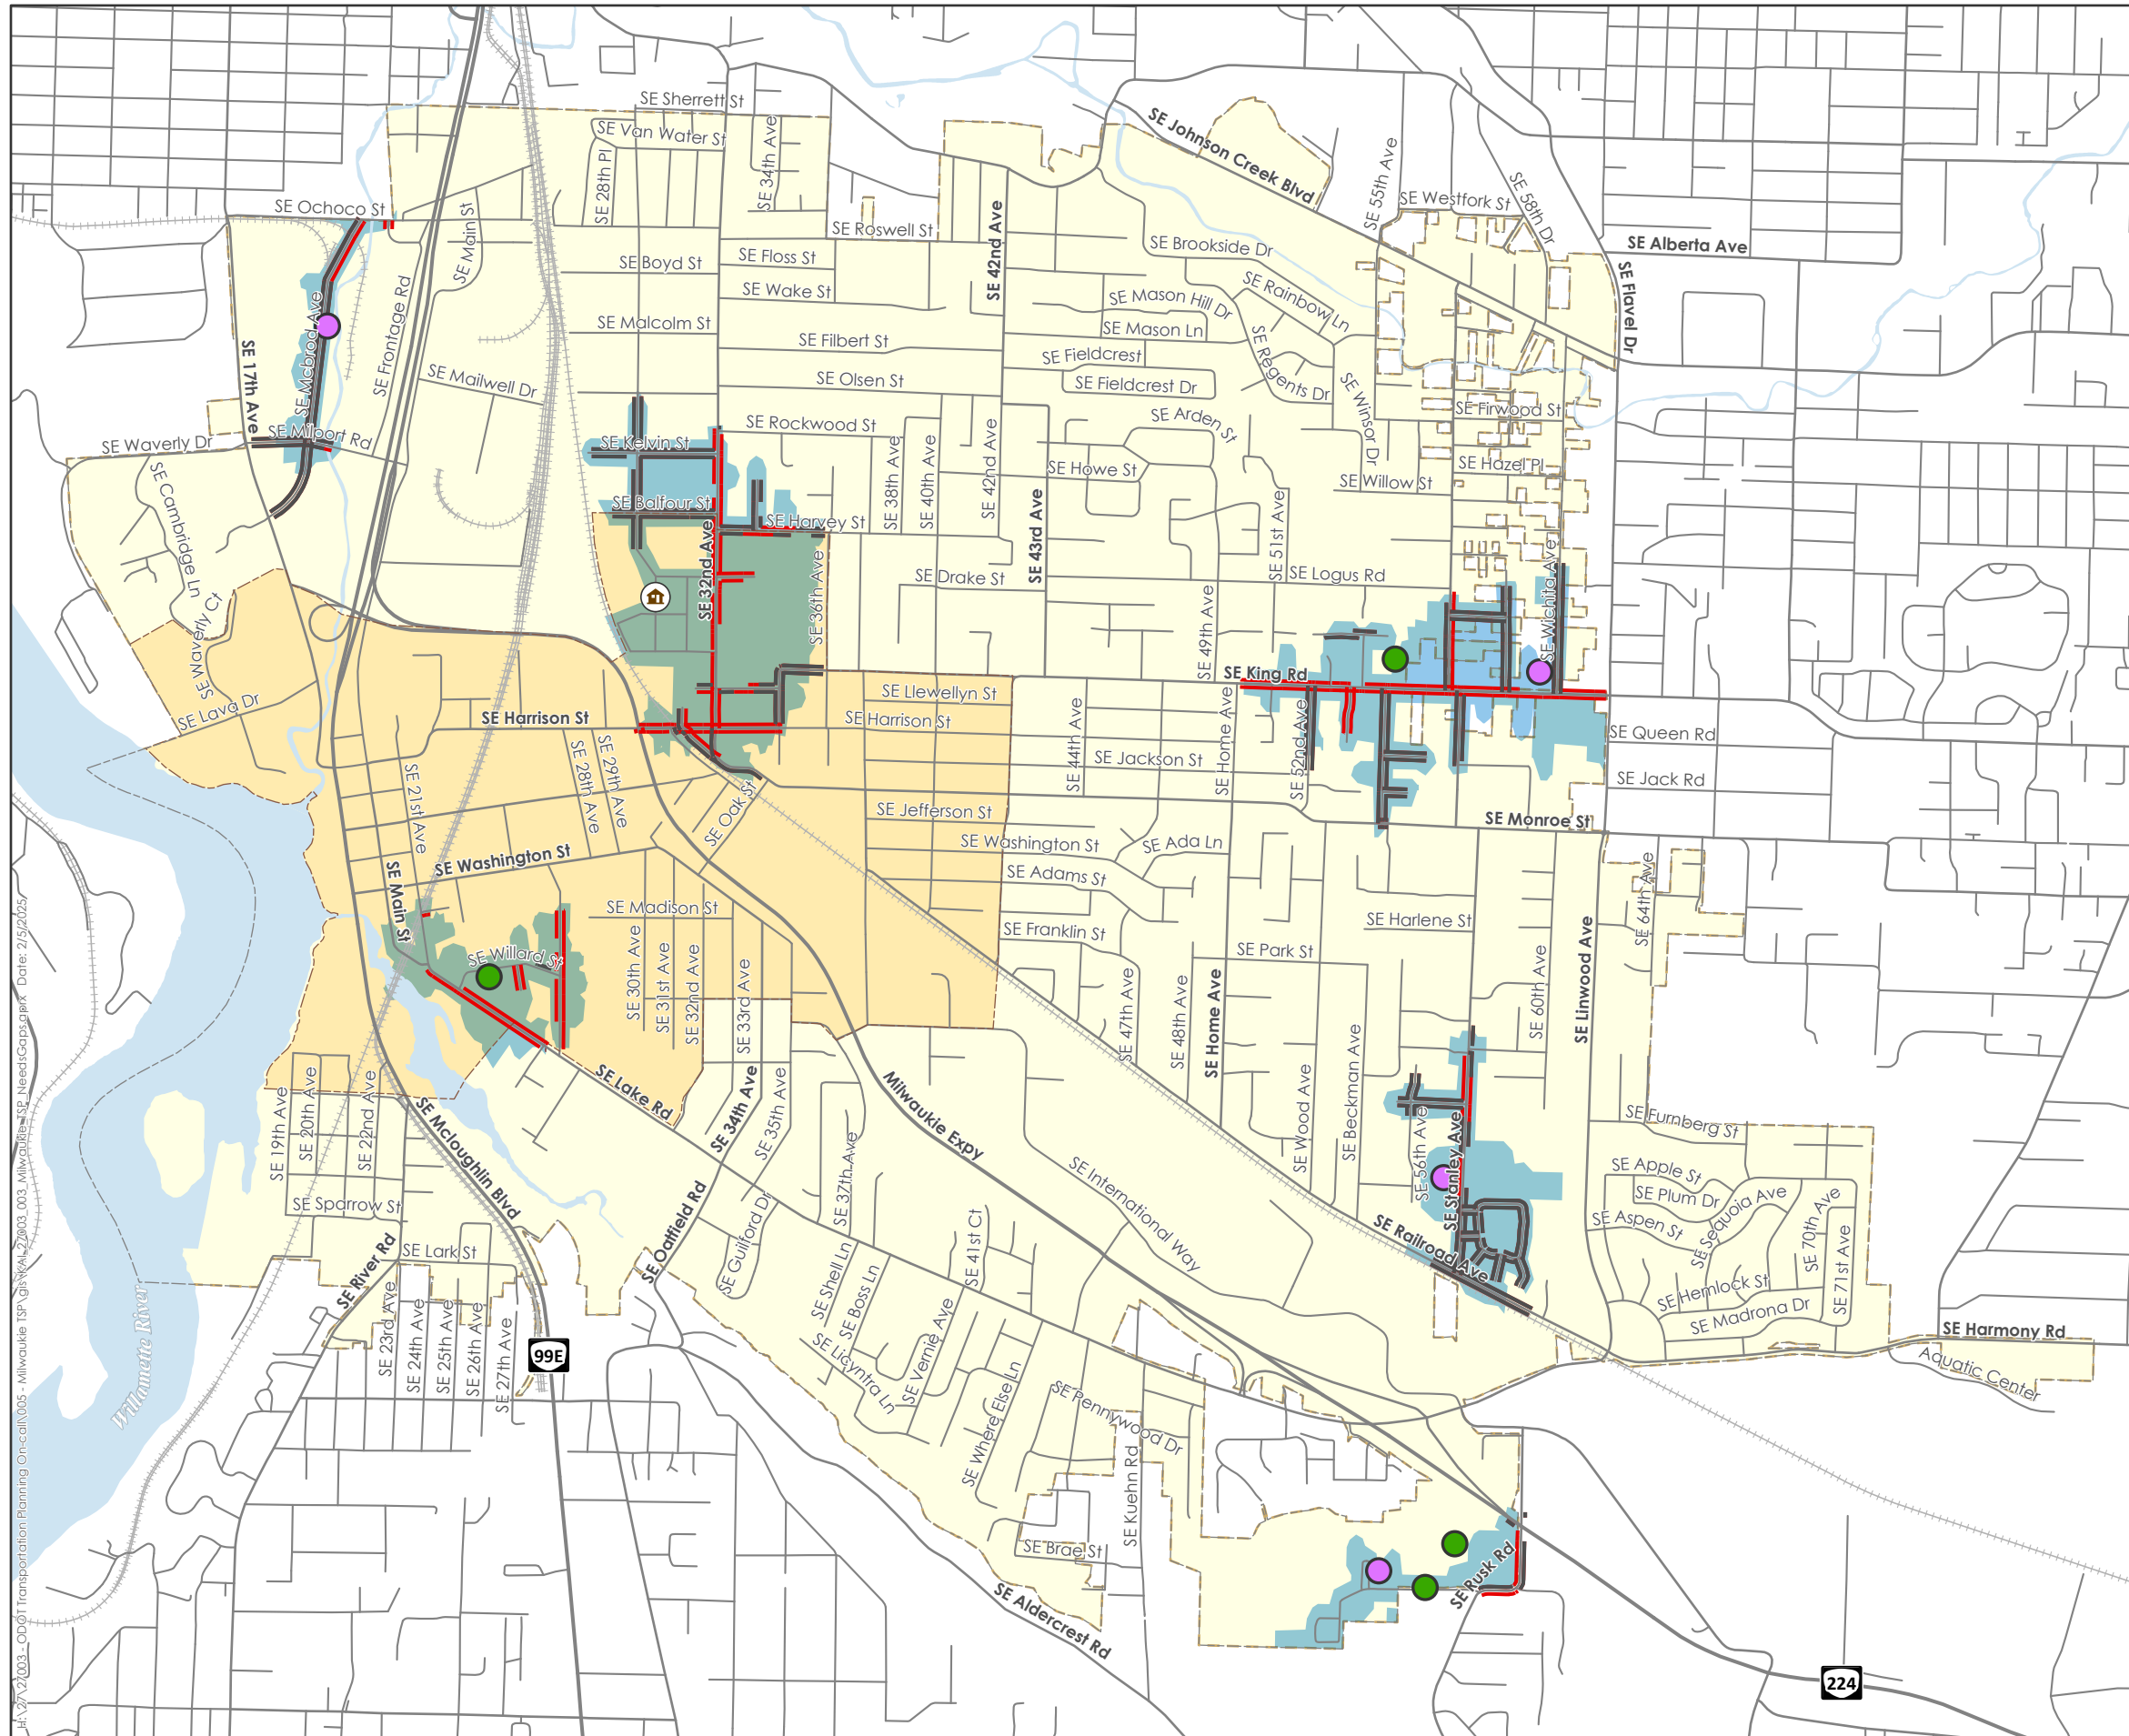 SE Sherrett St
SE Van Water St
SE 34th Ave
SE 28th Pl
SE Johnson Creek Blvd
SE 55th Ave
SE Westfork St
SE 58th Dr
SE Ochoco St
SE Main St
SE Roswell St
SE 42nd Ave
SE Brookside Dr
SE Alberta Ave
SE Flavel Dr
SE Boyd St
SE Floss St
SE Wake St
SE Mason Hill Dr
SE Rainbow Ln
SE Mcbrod Ave
SE Frontage Rd
SE Malcolm St
SE Filbert St
SE Mason Ln
SE Fieldcrest
SE Regents Dr
SE 17th Ave
SE Mailwell Dr
SE Olsen St
SE Fieldcrest Dr
SE Winsor Dr
SE Firwood St
SE Rockwood St
SE Arden St
SE Waverly Dr
SE Milport Rd
SE Kelvin St
SE 38th Ave
SE 40th Ave
SE 42nd Ave
SE Howe St
SE Hazel Pl
SE Willow St
SE Cambridge Ln
SE Balfour St
SE Harvey St
SE 43rd Ave
SE 51st Ave
SE 32nd Ave
SE 36th Ave
SE Drake St
SE Logus Rd
SE Wichita Ave
SE Waverly Ct
SE 49th Ave
SE King Rd
SE Lava Dr
SE Llewellyn St
SE Harrison St
SE Harrison St
SE 44th Ave
SE Home Ave
SE 52nd Ave
SE Queen Rd
SE 21st Ave
SE 28th Ave
SE 29th Ave
SE Jackson St
SE Jack Rd
SE Oak St
SE Jefferson St
SE Monroe St
SE Washington St
SE Washington St
SE Ada Ln
SE Main St
SE Adams St
SE 64th Ave
SE Madison St
SE Harlene St
SE Franklin St
SE Park St
SE Willard St
SE 30th Ave
SE 31st Ave
SE 32nd Ave
SE 33rd Ave
SE 47th Ave
SE 48th Ave
SE Home Ave
SE 60th Ave
SE Linwood Ave
SE 19th Ave
SE 20th Ave
SE 22nd Ave
SE Lake Rd
SE 34th Ave
SE 35th Ave
SE Wood Ave
SE Beckman Ave
SE 56th Ave
SE Stanley Ave
SE Furnberg St
SE Mcloughlin Blvd
SE 37th Ave
Milwaukie Expy
SE International Way
SE Apple St
SE Plum Dr
SE Sequoia Ave
SE 70th Ave
SE 71st Ave
SE Aspen St
SE Sparrow St
SE Oatfield Rd
SE Guilford Dr
SE 41st Ct
SE Railroad Ave
SE River Rd
SE Lark St
SE Shell Ln
SE Boss Ln
SE Hemlock St
SE Madrona Dr
SE Harmony Rd
Aquatic Center
Willamette River
SE 23rd Ave
SE 24th Ave
SE 25th Ave
SE 26th Ave
SE 27th Ave
99E
SE Licyntra Ln
SE Vernie Ave
SE Where Else Ln
SE Pennywood Dr
SE Kuehn Rd
SE Brae St
SE Rusk Rd
SE Aldercrest Rd
224
H:\27\27003 - ODOT Transportation Planning On-call\005 - Milwaukie TSP\gis\KAI_27003_003_Milwaukie_TSP_NeedsGaps.aprx Date: 2/5/2025